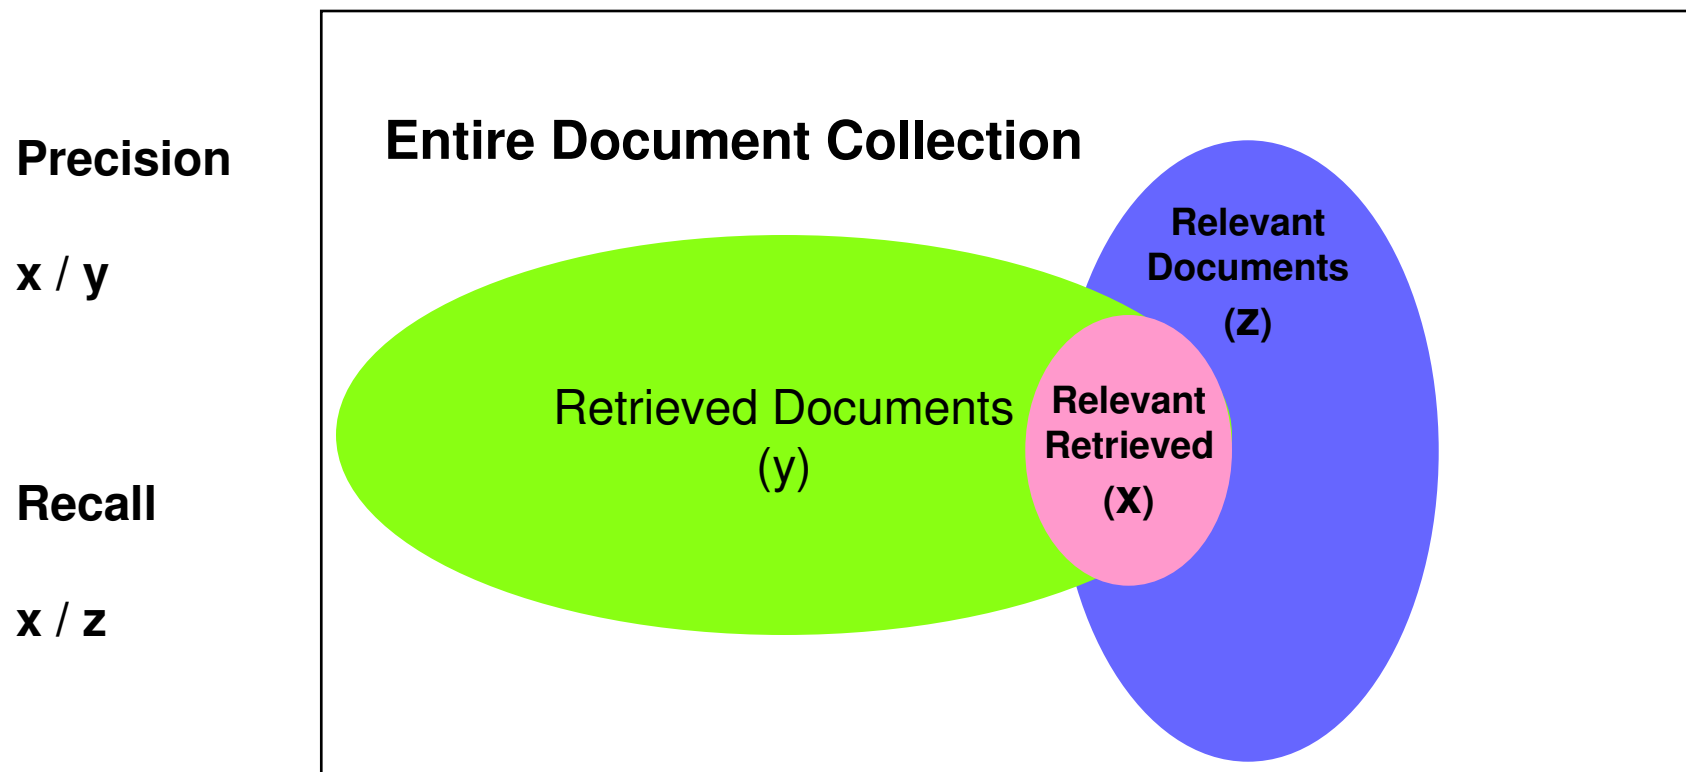 Precision
x / y
Recall
x / z
Entire Document Collection
Retrieved Documents
(y)
Relevant
Retrieved
(x)
Relevant
Documents
(z)